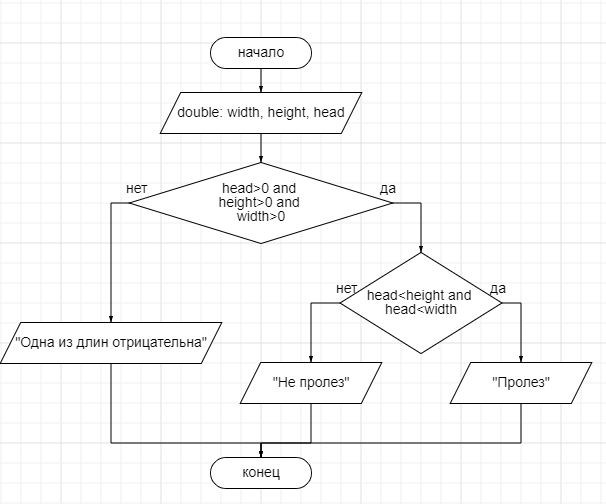 начало
double: width, height, head
нет
да
head>0 and
height>0 and
width>0
нет
да
head<height and
head<width
"Одна из длин отрицательна"
"Не пролез"
"Пролез"
конец